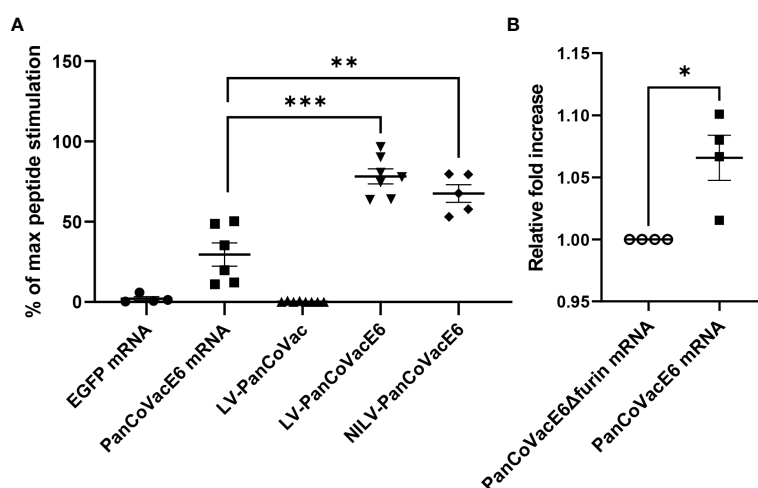 A
% of max peptide stimulation
150
100
50
0
**
***
EGFP mRNA
PanCoVacE6 mRNA
LV-PanCoVac
LV-PanCoVacE6
NILV-PanCoVacE6
B
Relative fold increase
1.15
1.10
1.05
1.00
0.95
*
PanCoVacE6Δfurin mRNA
PanCoVacE6 mRNA